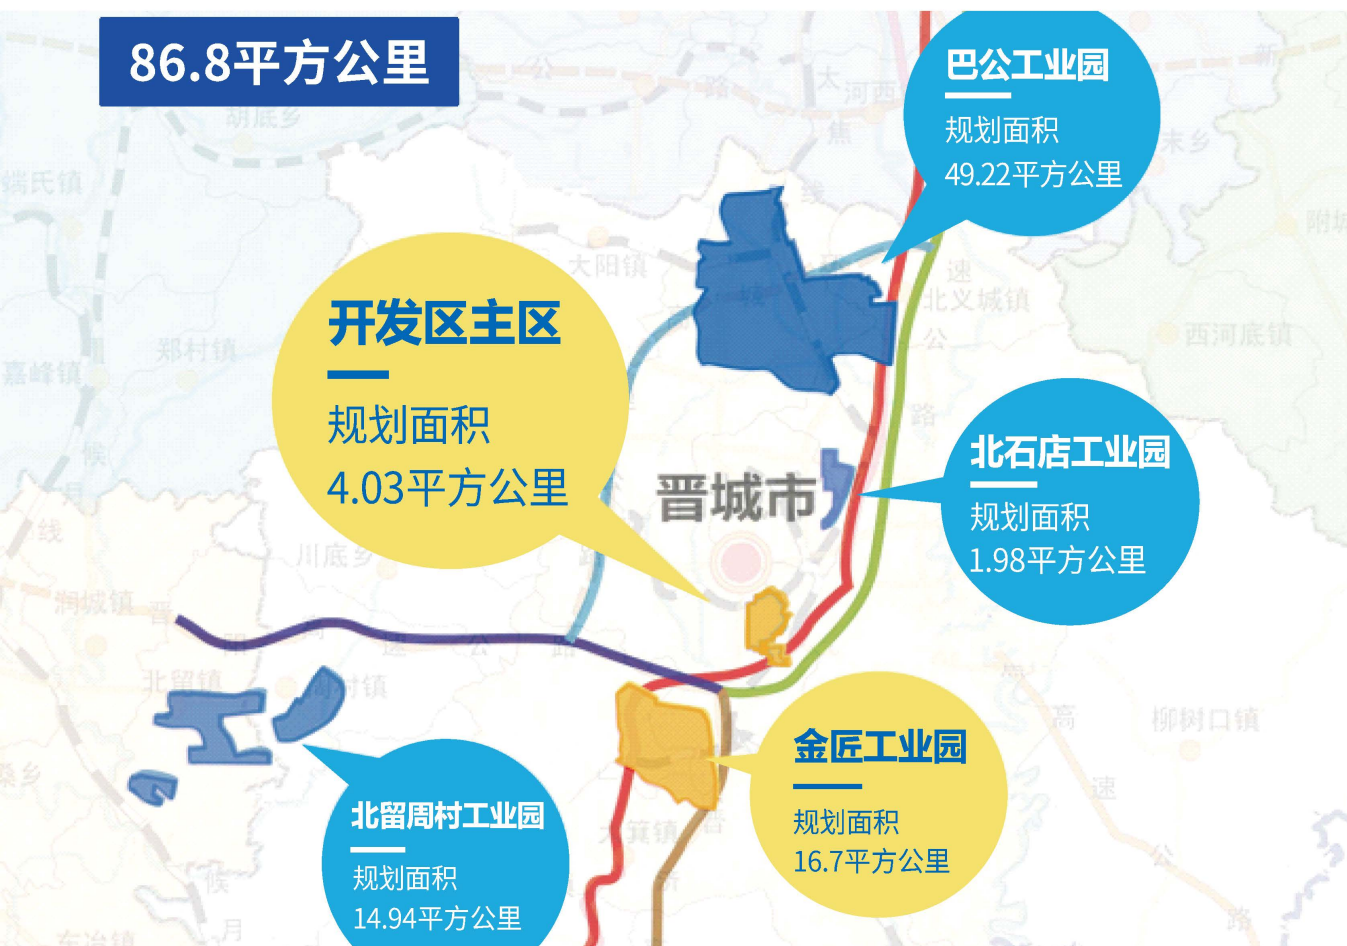 86.8平方公里
巴公工业园
规划面积
49.22平方公里
开发区主区
规划面积
4.03平方公里
晋城市
北石店工业园
规划面积
1.98平方公里
金匠工业园
规划面积
16.7平方公里
北留周村工业园
规划面积
14.94平方公里
胡底乡
端氏镇
郑村镇
嘉峰镇
大阳镇
北义城镇
西河底镇
川底乡
润城镇
北留镇
柳树口镇
东冶镇